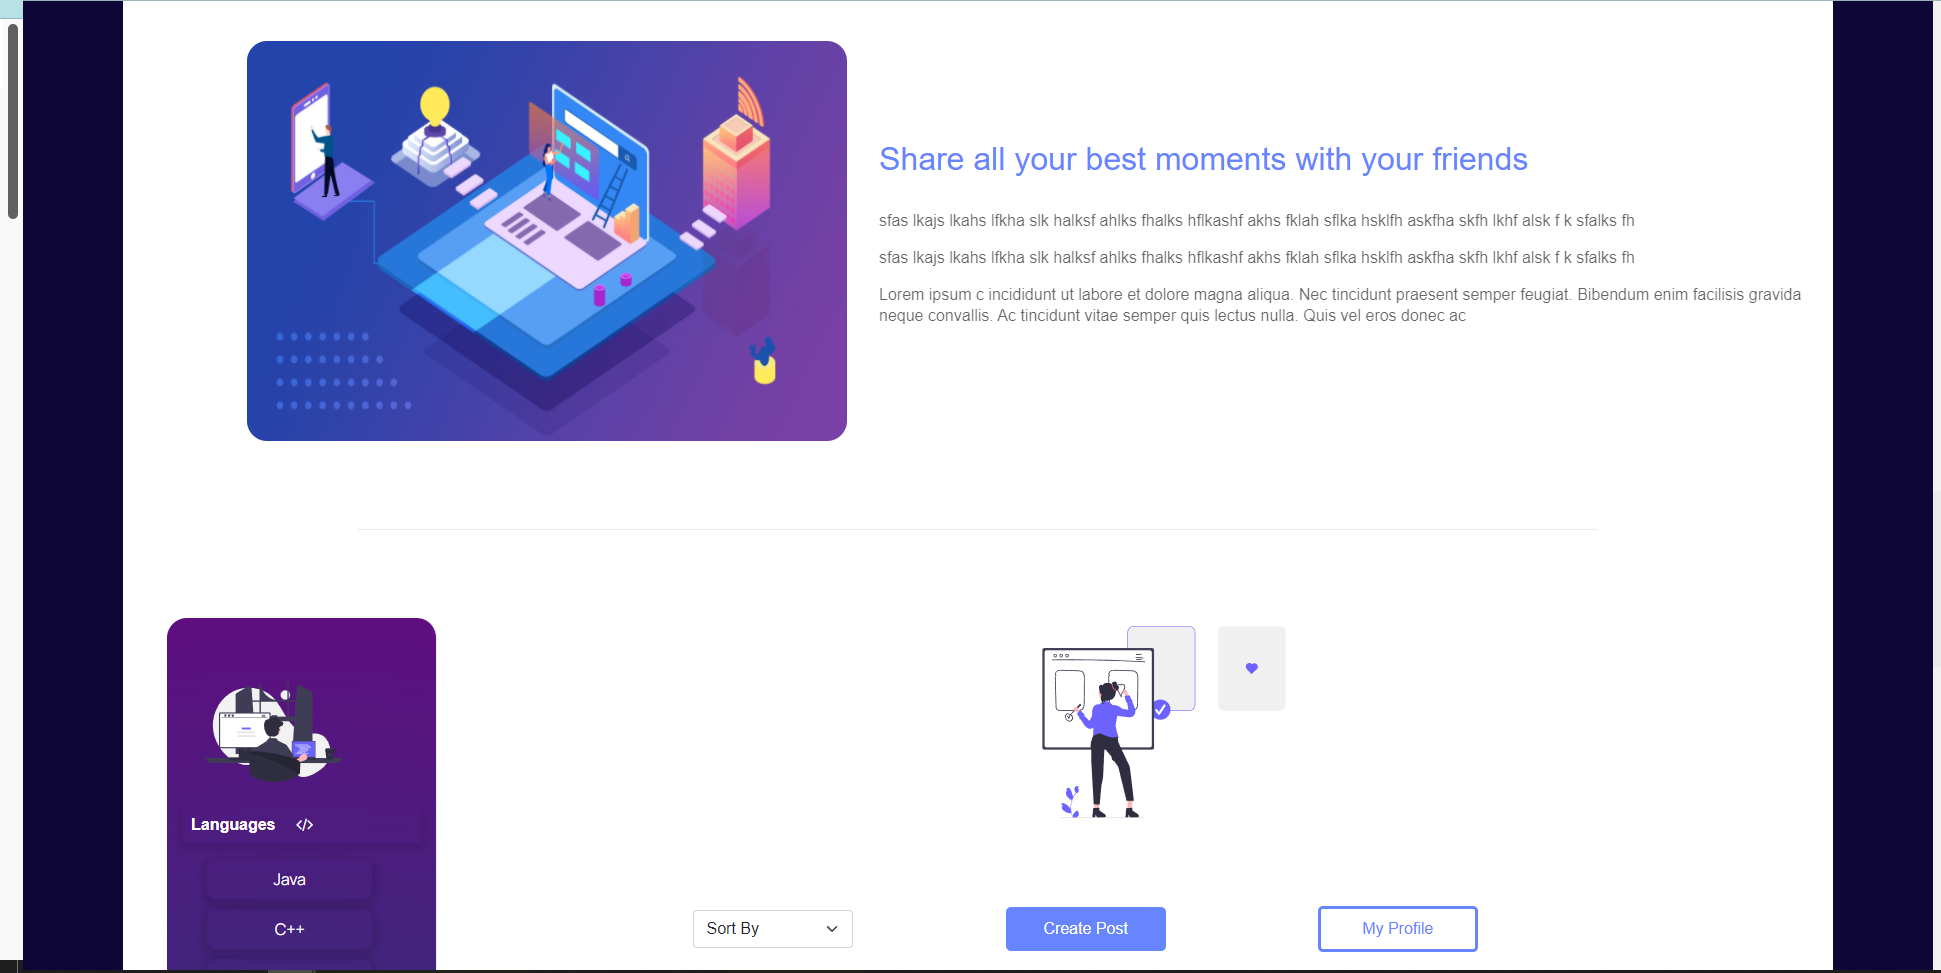 Share all your best moments with your friends
sfas lkajs lkahs lfkha slk halksf ahlks fhalks hflkashf akhs fklah sflka hsklfh askfha skfh lkhf alsk f k sfalks fh
sfas lkajs lkahs lfkha slk halksf ahlks fhalks hflkashf akhs fklah sflka hsklfh askfha skfh lkhf alsk f k sfalks fh
Lorem ipsum c incididunt ut labore et dolore magna aliqua. Nec tincidunt praesent semper feugiat. Bibendum enim facilisis gravida
neque convallis. Ac tincidunt vitae semper quis lectus nulla. Quis vel eros donec ac
Languages </>
Java
C++
Sort By
Create Post
My Profile